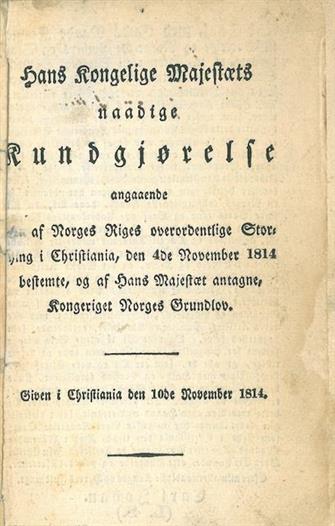 Hans Kongelige Majestæts
naadige
Kundgjørelse
angaaende
af Norges Riges overordentlige Stor-
thing i Christiania, den 4de November 1814
bestemte, og af Hans Majestæt antagne,
Kongeriget Norges Grundlov.
Given i Christiania den 10de November 1814.